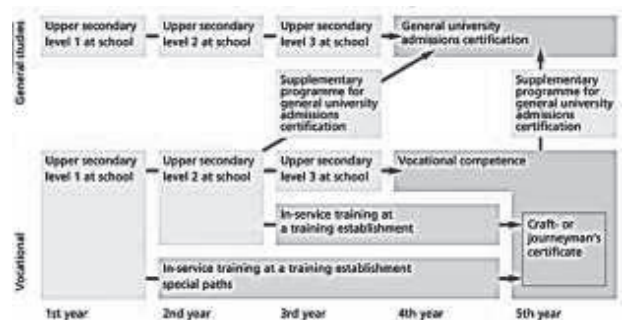 General studies
Upper secondary
level 1 at school
Upper secondary
level 2 at school
Upper secondary
level 3 at school
General university
admissions certification
Supplementary
programme for
general university
admissions
certification
Supplementary
programme for
general university
admissions
certification
Vocational
Upper secondary
level 1 at school
Upper secondary
level 2 at school
Upper secondary
level 3 at school
Vocational competence
In-service training at
a training establishment
Craft- or
journeyman's
certificate
In-service training at a training establishment
special paths
1st year
2nd year
3rd year
4th year
5th year